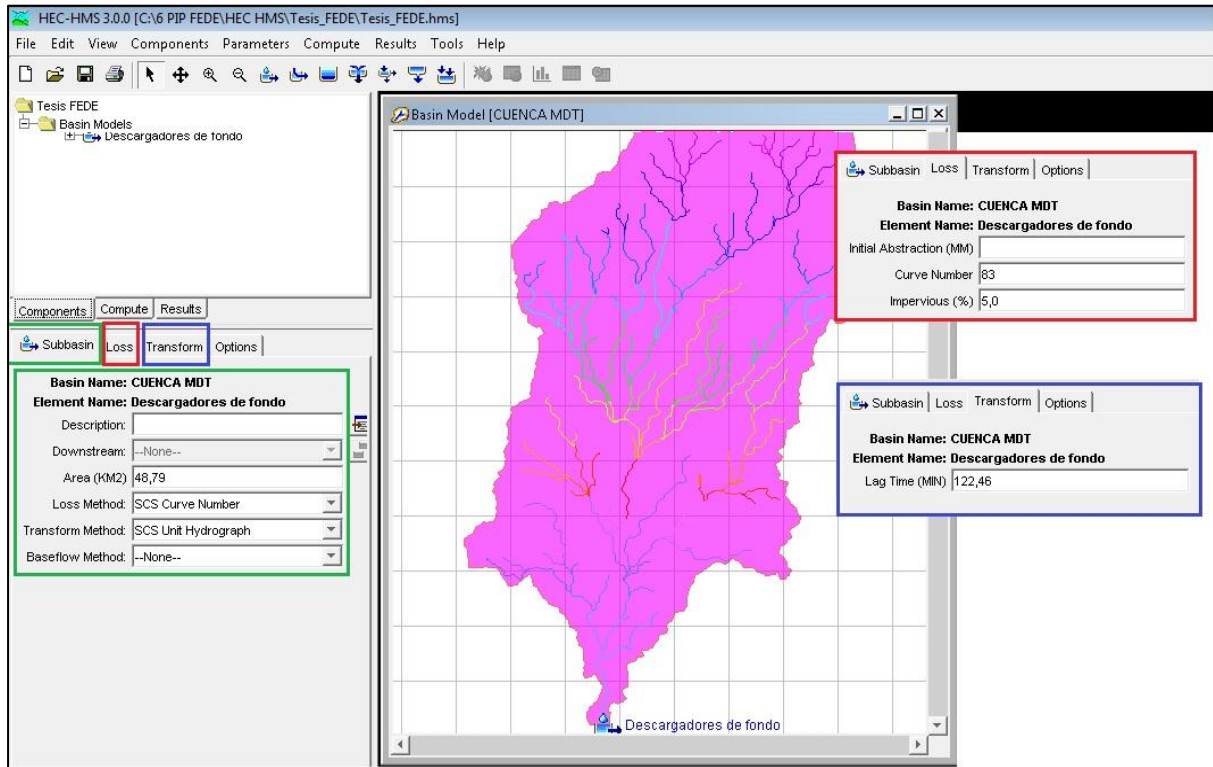 HEC-HMS 3.0.0 [C:\6 PIP FEDE\HEC HMS\Tesis_FEDE\Tesis_FEDE.hms]
File Edit View Components Parameters Compute Results Tools Help
Tesis FEDE
Basin Models
Descargadores de fondo
Components Compute Results
Subbasin Loss Transform Options
Basin Name: CUENCA MDT
Element Name: Descargadores de fondo
Description:
Downstream: --None--
Area (KM2) 48,79
Loss Method: SCS Curve Number
Transform Method: SCS Unit Hydrograph
Baseflow Method: --None--
Basin Model [CUENCA MDT]
Descargadores de fondo
Subbasin Loss Transform Options
Basin Name: CUENCA MDT
Element Name: Descargadores de fondo
Initial Abstraction (MM)
Curve Number 83
Impervious (%) 5,0
Subbasin Loss Transform Options
Basin Name: CUENCA MDT
Element Name: Descargadores de fondo
Lag Time (MIN) 122,46